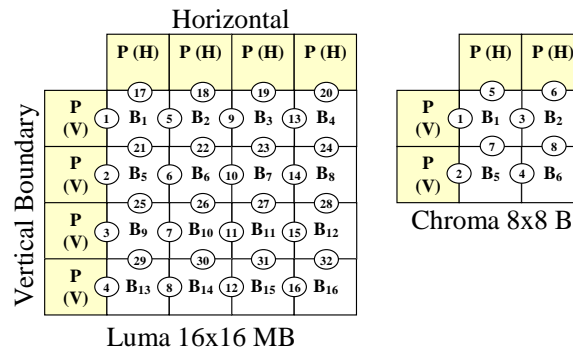 Horizontal
P (H) P (H) P (H) P (H) P (H) P (H)
17 18 19 20 5 6
P (V) 1 B1 5 B2 9 B3 13 B4 P (V) 1 B1 3 B2
21 22 23 24 7 8
P (V) 2 B5 6 B6 10 B7 14 B8 P (V) 2 B5 4 B6
25 26 27 28
P (V) 3 B9 7 B10 11 B11 15 B12
29 30 31 32
P (V) 4 B13 8 B14 12 B15 16 B16
Vertical Boundary
Chroma 8x8 B
Luma 16x16 MB